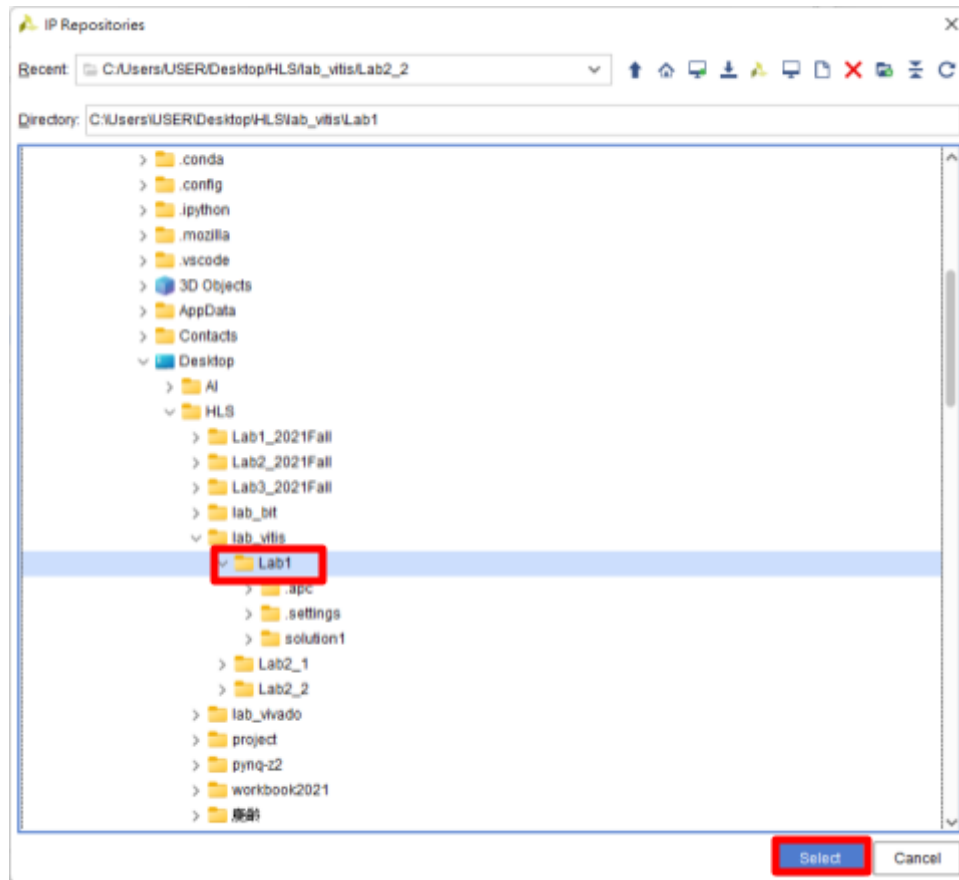 IP Repositories
Recent: C:/Users/USER/Desktop/HLS/lab_vitis/Lab2_2
Directory: C:\Users\USER\Desktop\HLS\lab_vitis\Lab1
.conda
.config
.ipython
.mozilla
.vscode
3D Objects
AppData
Contacts
Desktop
AI
HLS
Lab1_2021Fall
Lab2_2021Fall
Lab3_2021Fall
lab_bit
lab_vitis
Lab1
.apc
.settings
solution1
Lab2_1
Lab2_2
lab_vivado
project
pynq-z2
workbook2021
Select Cancel